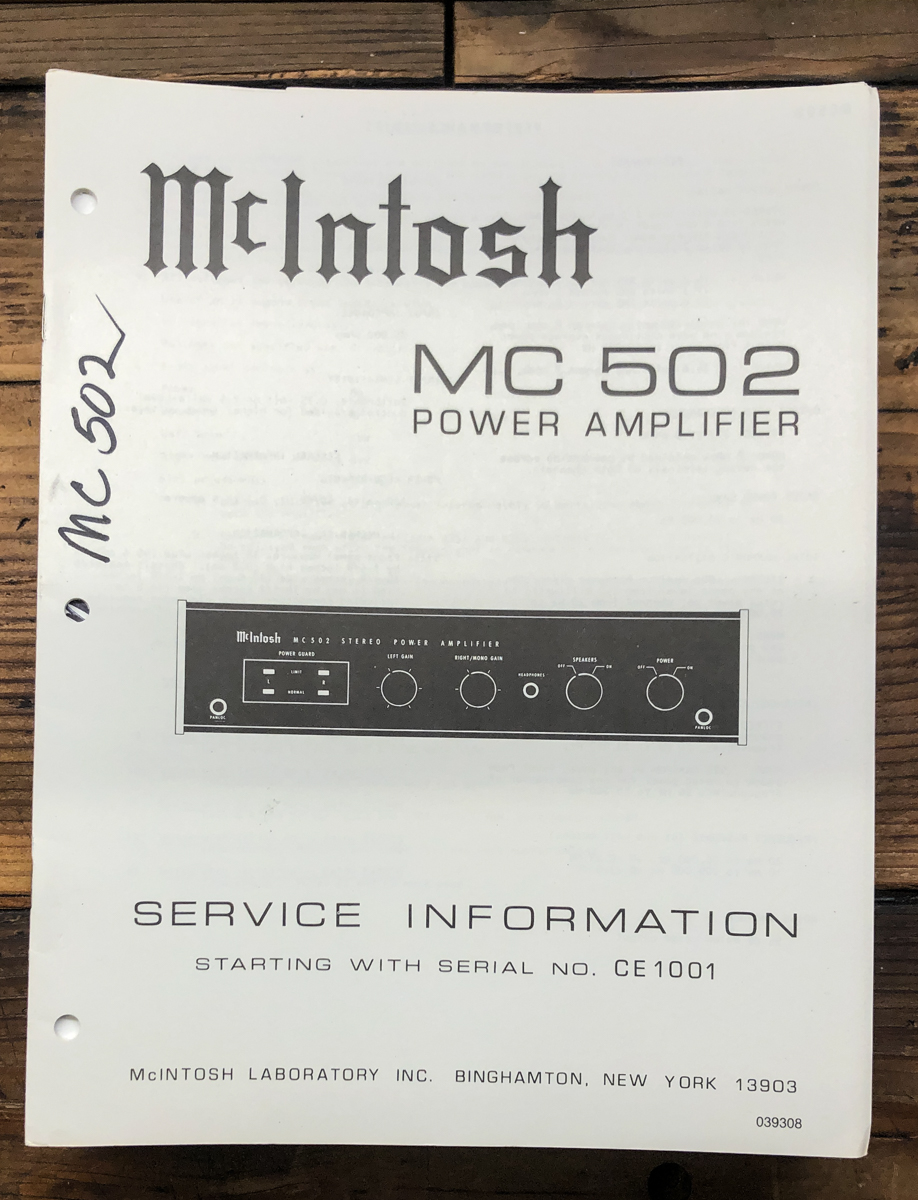 McIntosh
MC 502
POWER AMPLIFIER
MC 502
McIntosh MC 502 STEREO POWER AMPLIFIER
POWER GUARD
LEFT GAIN
RIGHT/MONO GAIN
HEADPHONES
SPEAKERS
OFF ON
POWER
OFF ON
LIMIT
L R
NORMAL
PANLOC
PANLOC
SERVICE INFORMATION
STARTING WITH SERIAL NO. CE1001
McINTOSH LABORATORY INC. BINGHAMTON, NEW YORK 13903
039308